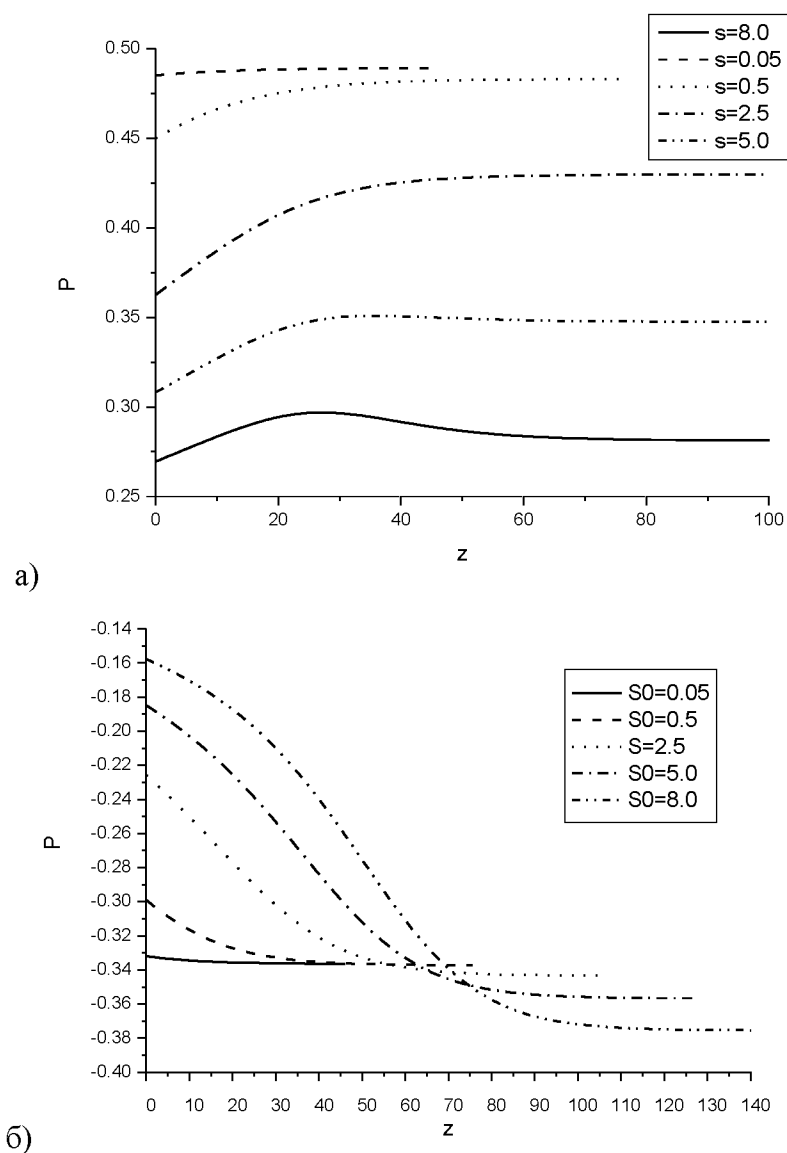 s=8.0
s=0.05
s=0.5
s=2.5
s=5.0
0.50
0.45
0.40
0.35
0.30
0.25
P
0 20 40 60 80 100
z
а)
-0.14
-0.16
-0.18
-0.20
-0.22
-0.24
-0.26
-0.28
-0.30
-0.32
-0.34
-0.36
-0.38
-0.40
P
S0=0.05
S0=0.5
S=2.5
S0=5.0
S0=8.0
0 10 20 30 40 50 60 70 80 90 100 110 120 130 140
z
б)